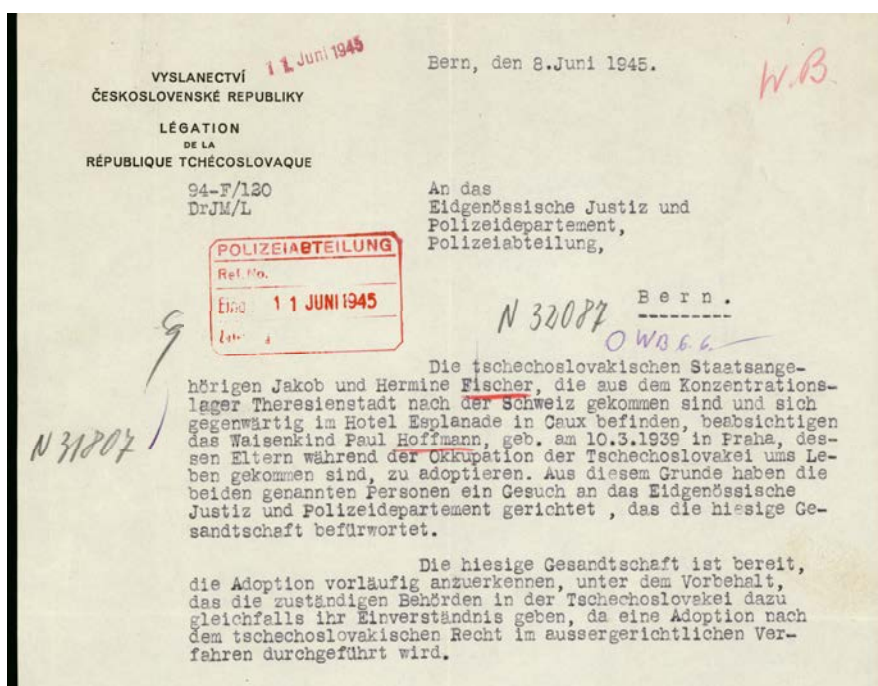 11. Juni 1945
Bern, den 8.Juni 1945.
W.B.
VYSLANECTVÍ
ČESKOSLOVENSKÉ REPUBLIKY
LÉGATION
DE LA
RÉPUBLIQUE TCHÉCOSLOVAQUE
94-F/120
DrJM/L
An das
Eidgenössische Justiz und
Polizeidepartement,
Polizeiabteilung,
POLIZEIABTEILUNG
Ref. No.
Eing 11 JUNI 1945
B e r n .
N 32087
WB 6.6.
Die tschechoslovakischen Staatsange-
hörigen Jakob und Hermine Fischer, die aus dem Konzentrations-
lager Theresienstadt nach der Schweiz gekommen sind und sich
gegenwärtig im Hotel Esplanade in Caux befinden, beabsichtigen
das Waisenkind Paul Hoffmann, geb. am 10.3.1939 in Praha, des-
sen Eltern während der Okkupation der Tschechoslovakei ums Le-
ben gekommen sind, zu adoptieren. Aus diesem Grunde haben die
beiden genannten Personen ein Gesuch an das Eidgenössische
Justiz und Polizeidepartement gerichtet , das die hiesige Ge-
sandtschaft befürwortet.
N 31807
Die hiesige Gesandtschaft ist bereit,
die Adoption vorläufig anzuerkennen, unter dem Vorbehalt,
das die zuständigen Behörden in der Tschechoslovakei dazu
gleichfalls ihr Einverständnis geben, da eine Adoption nach
dem tschechoslovakischen Recht im aussergerichtlichen Ver-
fahren durchgeführt wird.